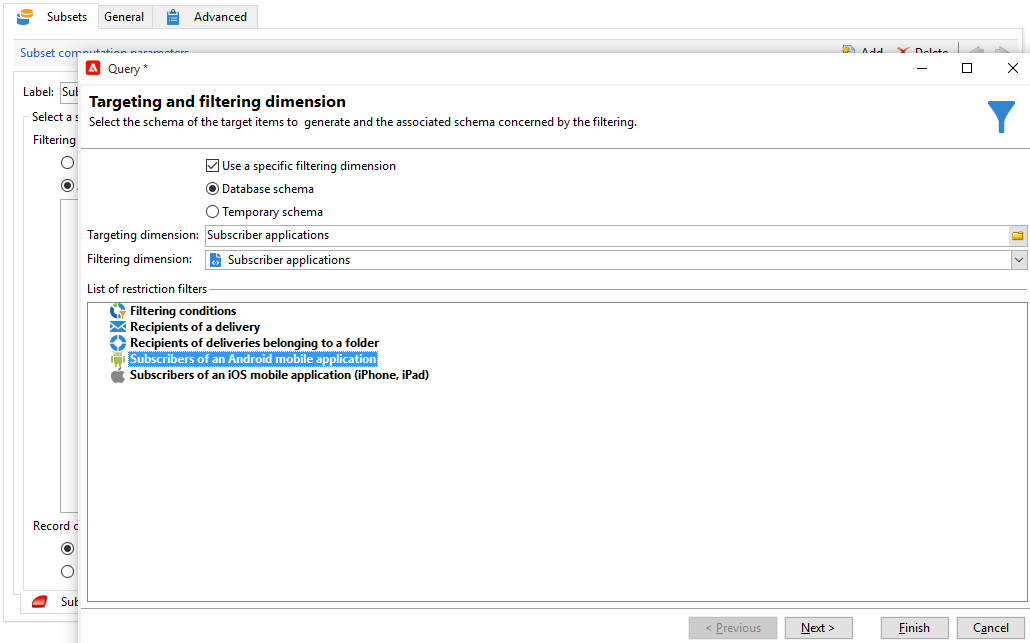 Subsets
General
Advanced
Subset computation parameters
Add
Delete
Label:
Sub
Select a s
Filtering
Record c
Sub
Query *
Targeting and filtering dimension
Select the schema of the target items to generate and the associated schema concerned by the filtering.
Use a specific filtering dimension
Database schema
Temporary schema
Targeting dimension: Subscriber applications
Filtering dimension: Subscriber applications
List of restriction filters
Filtering conditions
Recipients of a delivery
Recipients of deliveries belonging to a folder
Subscribers of an Android mobile application
Subscribers of an iOS mobile application (iPhone, iPad)
< Previous
Next >
Finish
Cancel